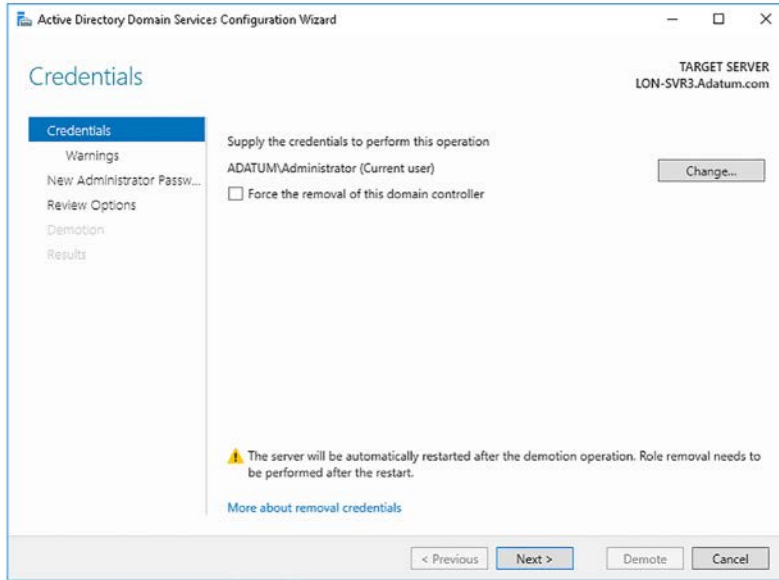 Active Directory Domain Services Configuration Wizard
Credentials
TARGET SERVER
LON-SVR3.Adatum.com
Credentials
Warnings
New Administrator Passw...
Review Options
Demotion
Results
Supply the credentials to perform this operation
ADATUM\Administrator (Current user)
Change...
Force the removal of this domain controller
The server will be automatically restarted after the demotion operation. Role removal needs to
be performed after the restart.
More about removal credentials
< Previous
Next >
Demote
Cancel